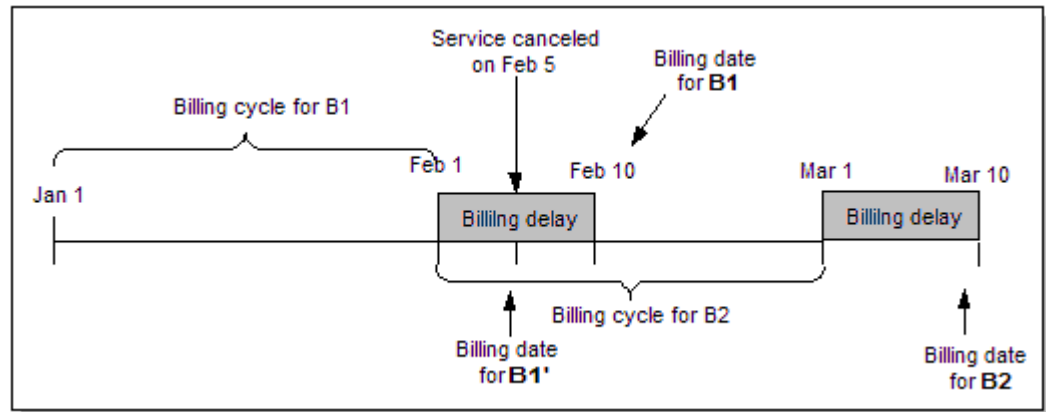 Service canceled
on Feb 5
Billing date
for B1
Billing cycle for B1
Feb 1
Feb 10
Mar 1
Mar 10
Jan 1
Billilng delay
Billilng delay
Billing cycle for B2
Billing date
for B1'
Billing date
for B2